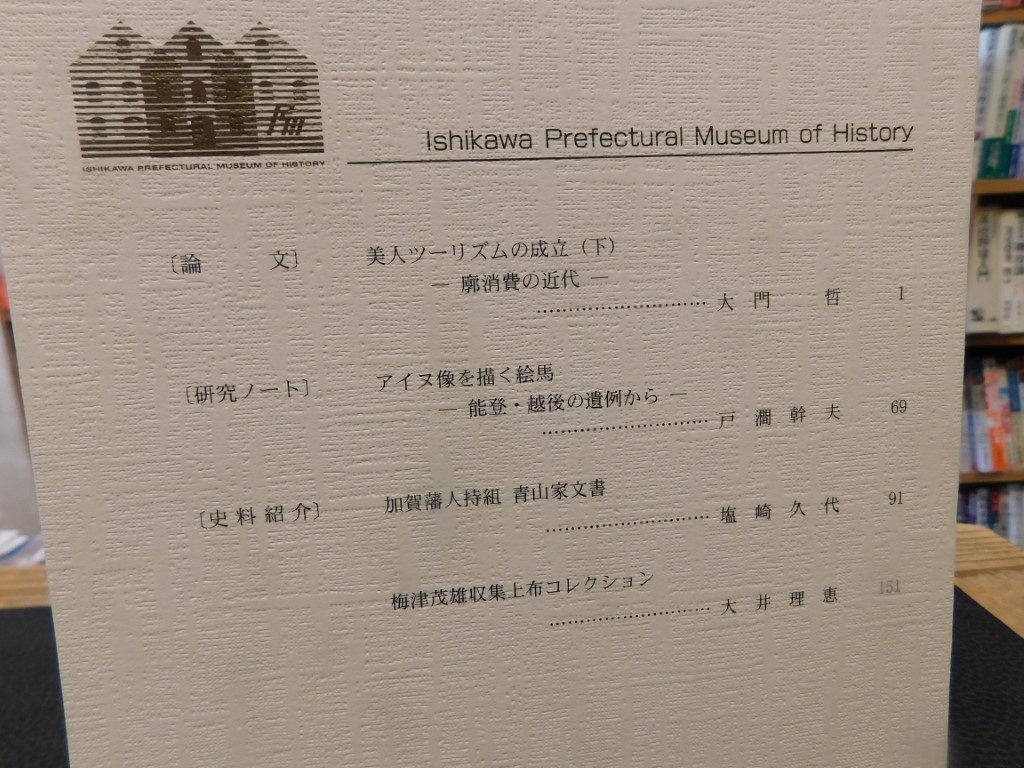 ISHIKAWA PREFECTURAL MUSEUM OF HISTORY
Ishikawa Prefectural Museum of History
〔論 文〕 美人ツーリズムの成立（下）
― 廓消費の近代 ―
………………………… 大 門 哲 1
〔研究ノート〕 アイヌ像を描く絵馬
― 能登・越後の遺例から ―
………………………… 戸 澗 幹 夫 69
〔史 料 紹 介〕 加賀藩人持組 青山家文書
………………………… 塩 崎 久 代 91
梅津茂雄収集上布コレクション
………………………… 大 井 理 恵 151